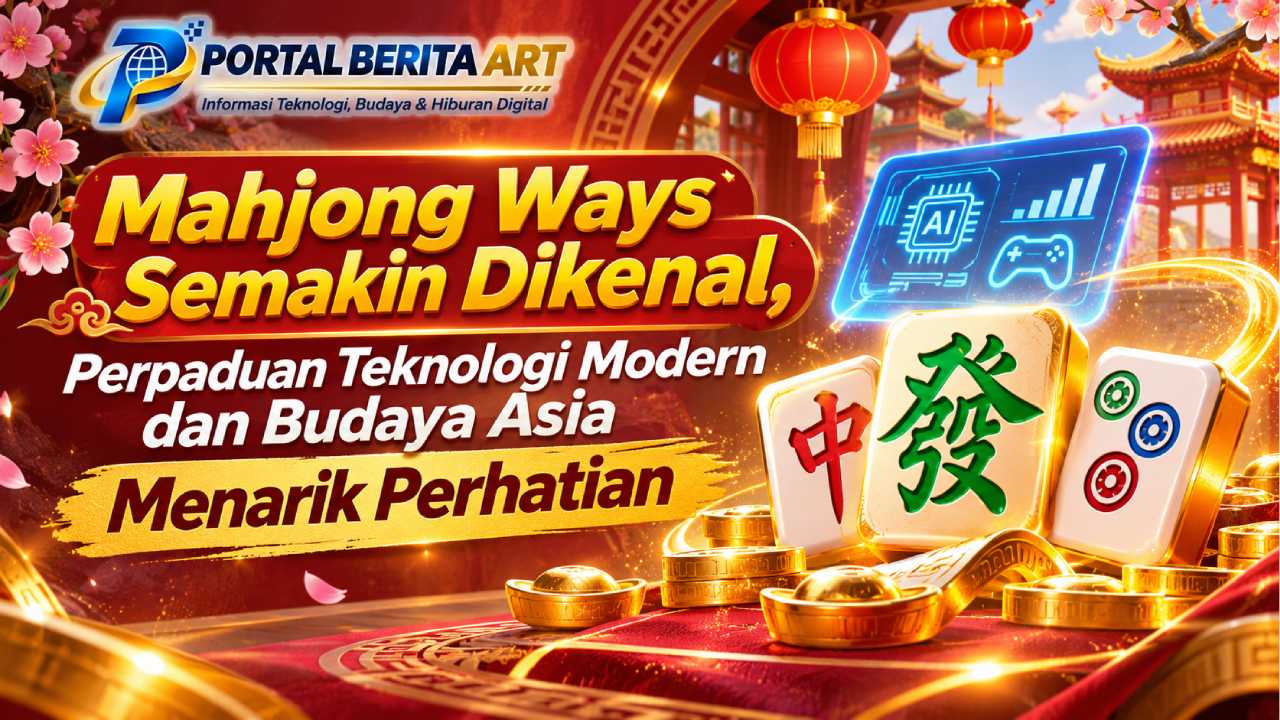 PORTAL BERITA ART
Informasi Teknologi, Budaya & Hiburan Digital
Mahjong Ways
Semakin Dikenal,
Perpaduan Teknologi Modern
dan Budaya Asia
Menarik Perhatian
AI
中
發